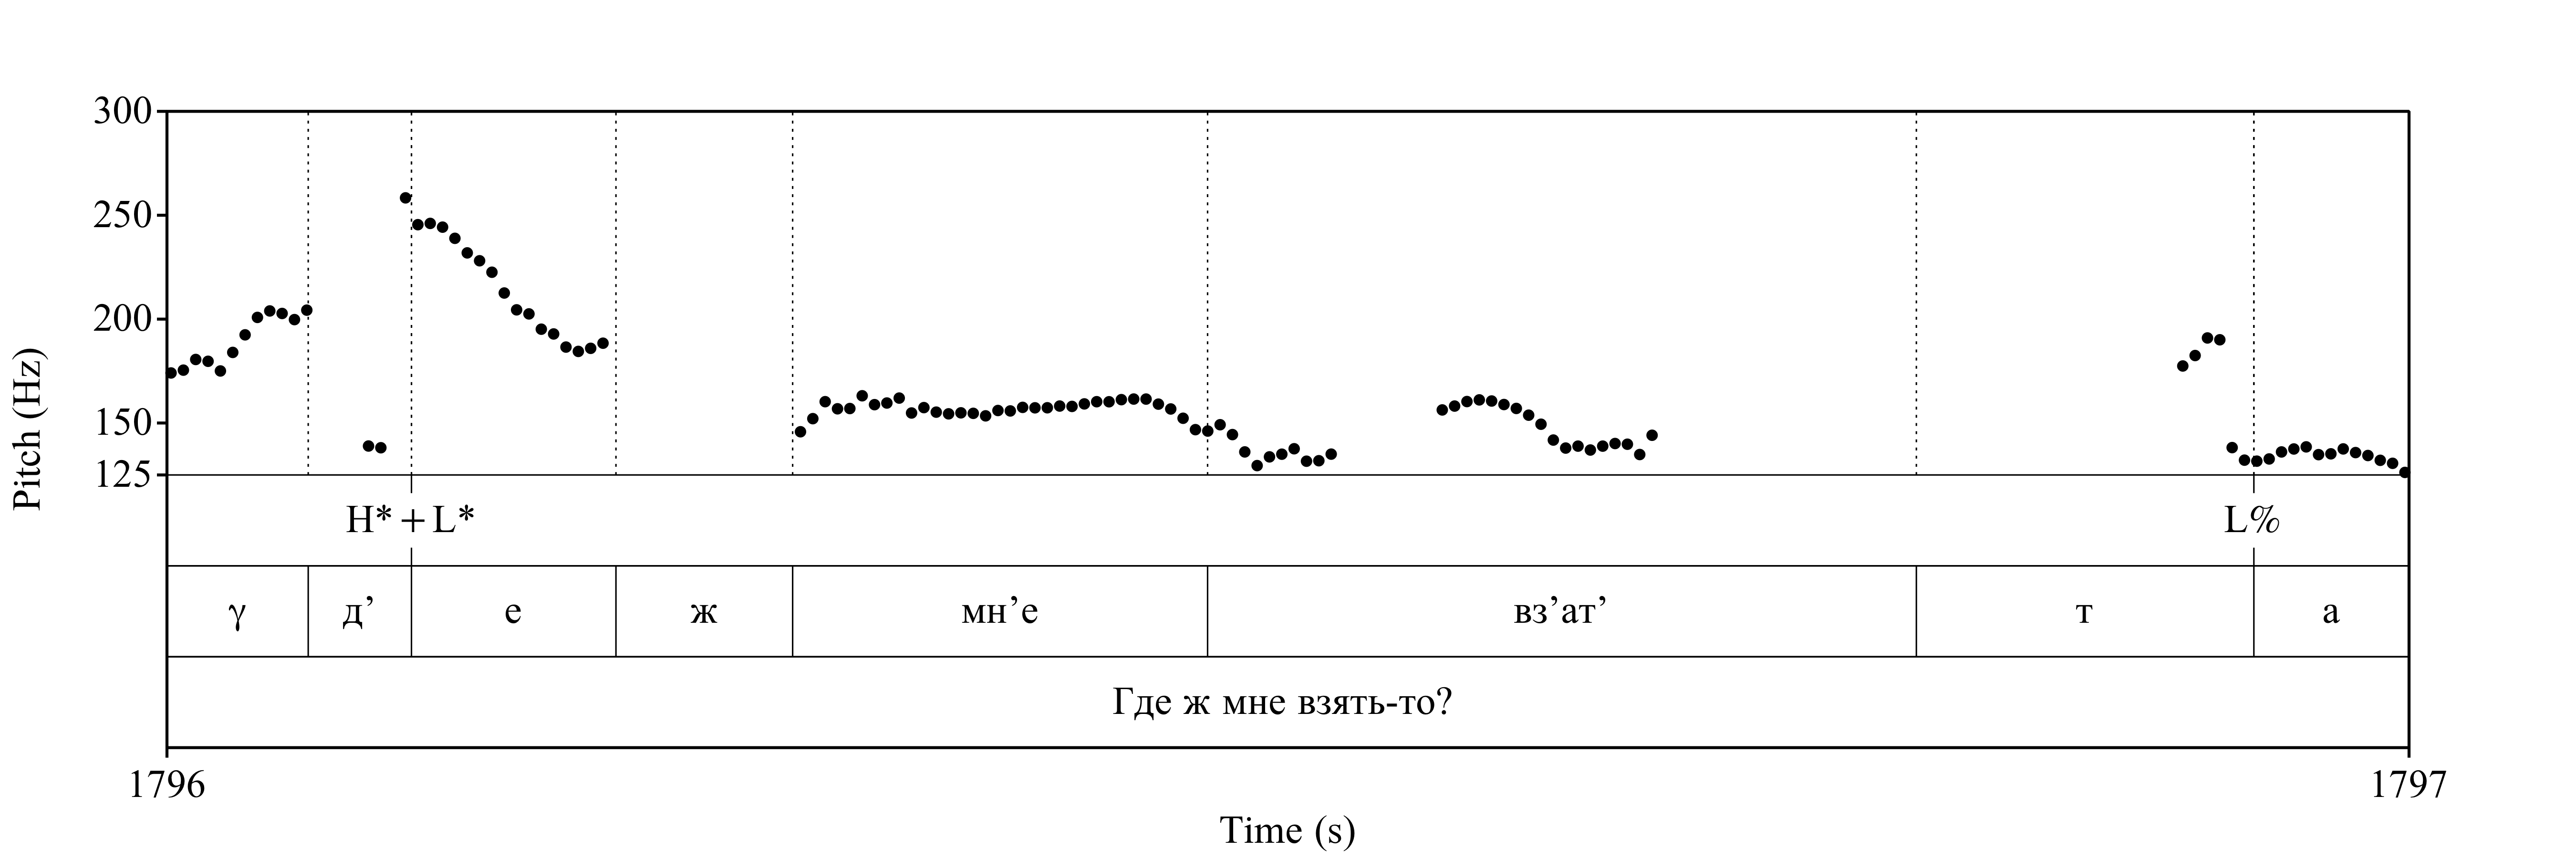 300
250
200
150
125
Pitch (Hz)
H* + L* L%
γ д’ е ж мн’е вз’ат’ т а
Где ж мне взять-то?
1796 1797
Time (s)